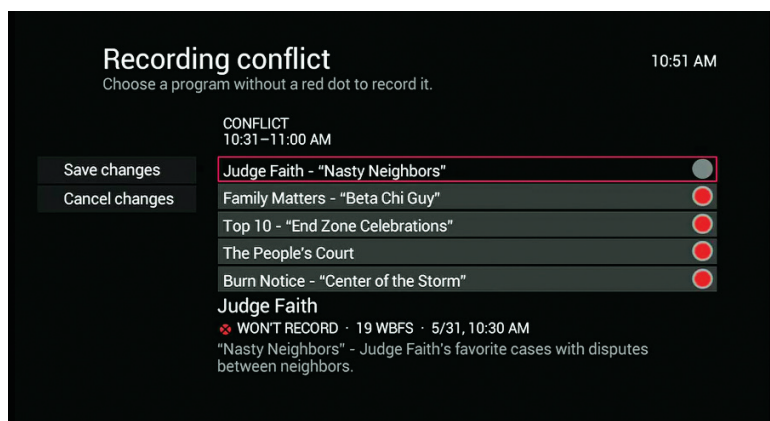 Recording conflict
10:51 AM
Choose a program without a red dot to record it.
CONFLICT
10:31–11:00 AM
Save changes
Cancel changes
Judge Faith - “Nasty Neighbors”
Family Matters - “Beta Chi Guy”
Top 10 - “End Zone Celebrations”
The People's Court
Burn Notice - “Center of the Storm”
Judge Faith
WON'T RECORD · 19 WBFS · 5/31, 10:30 AM
“Nasty Neighbors” - Judge Faith's favorite cases with disputes
between neighbors.